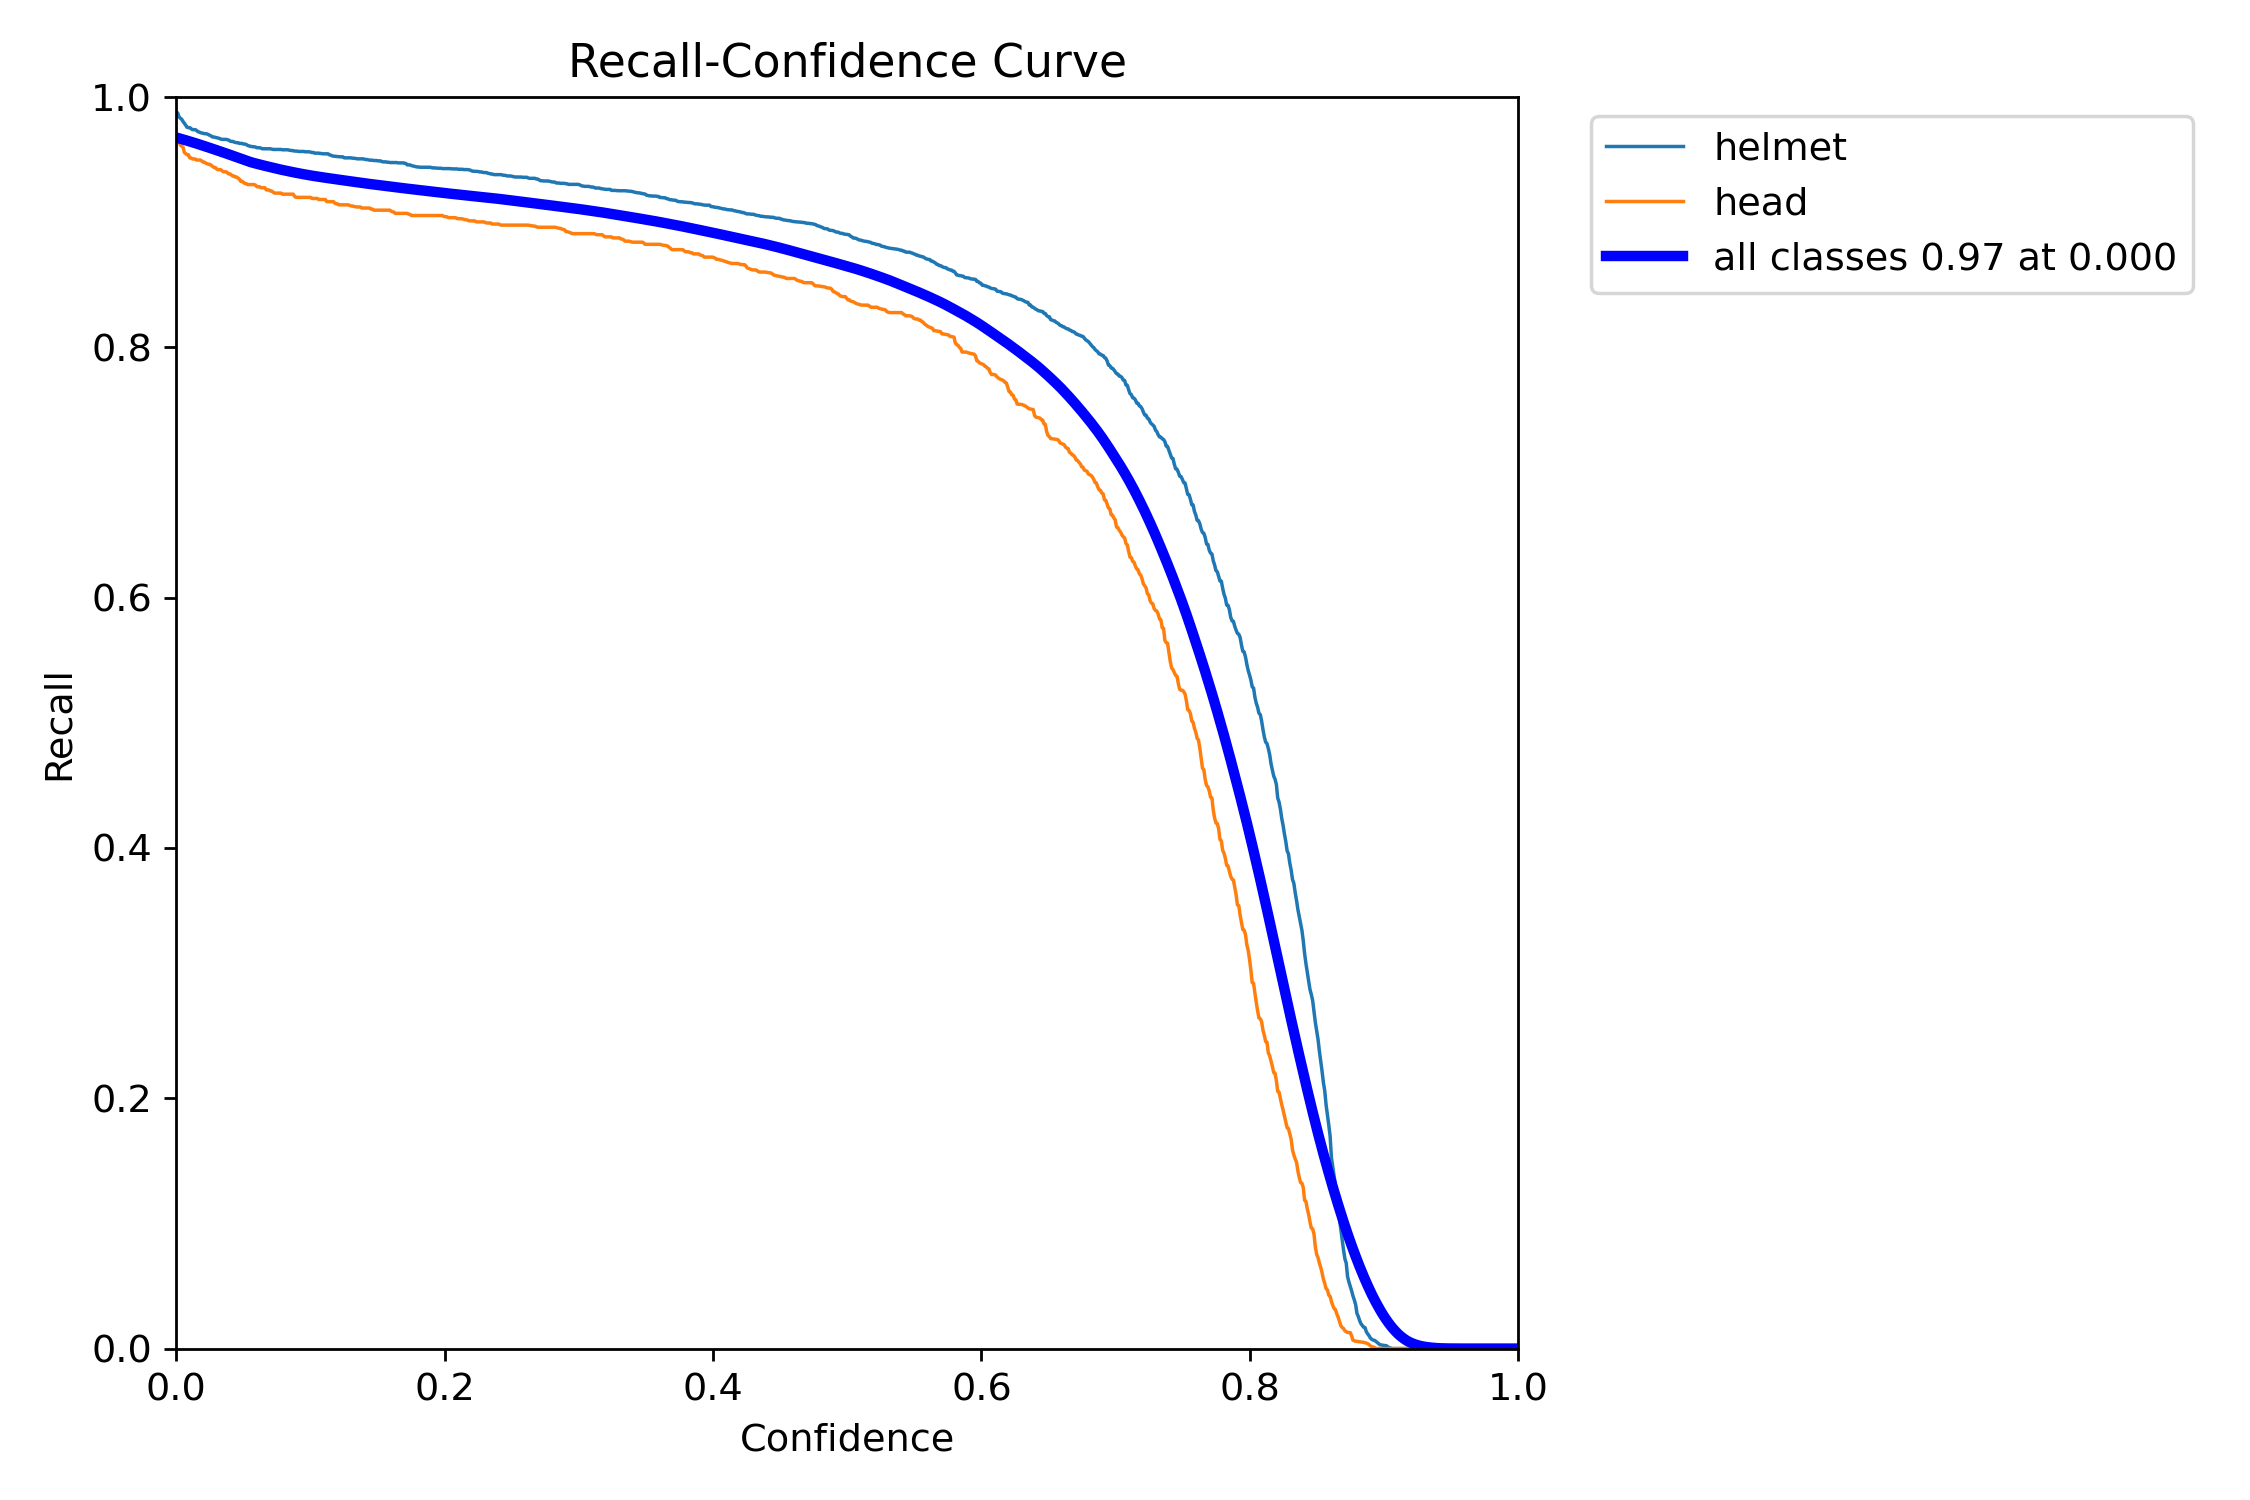 Recall-Confidence Curve
1.0
0.8
0.6
0.4
0.2
0.0
Recall
0.0 0.2 0.4 0.6 0.8 1.0
Confidence
helmet
head
all classes 0.97 at 0.000